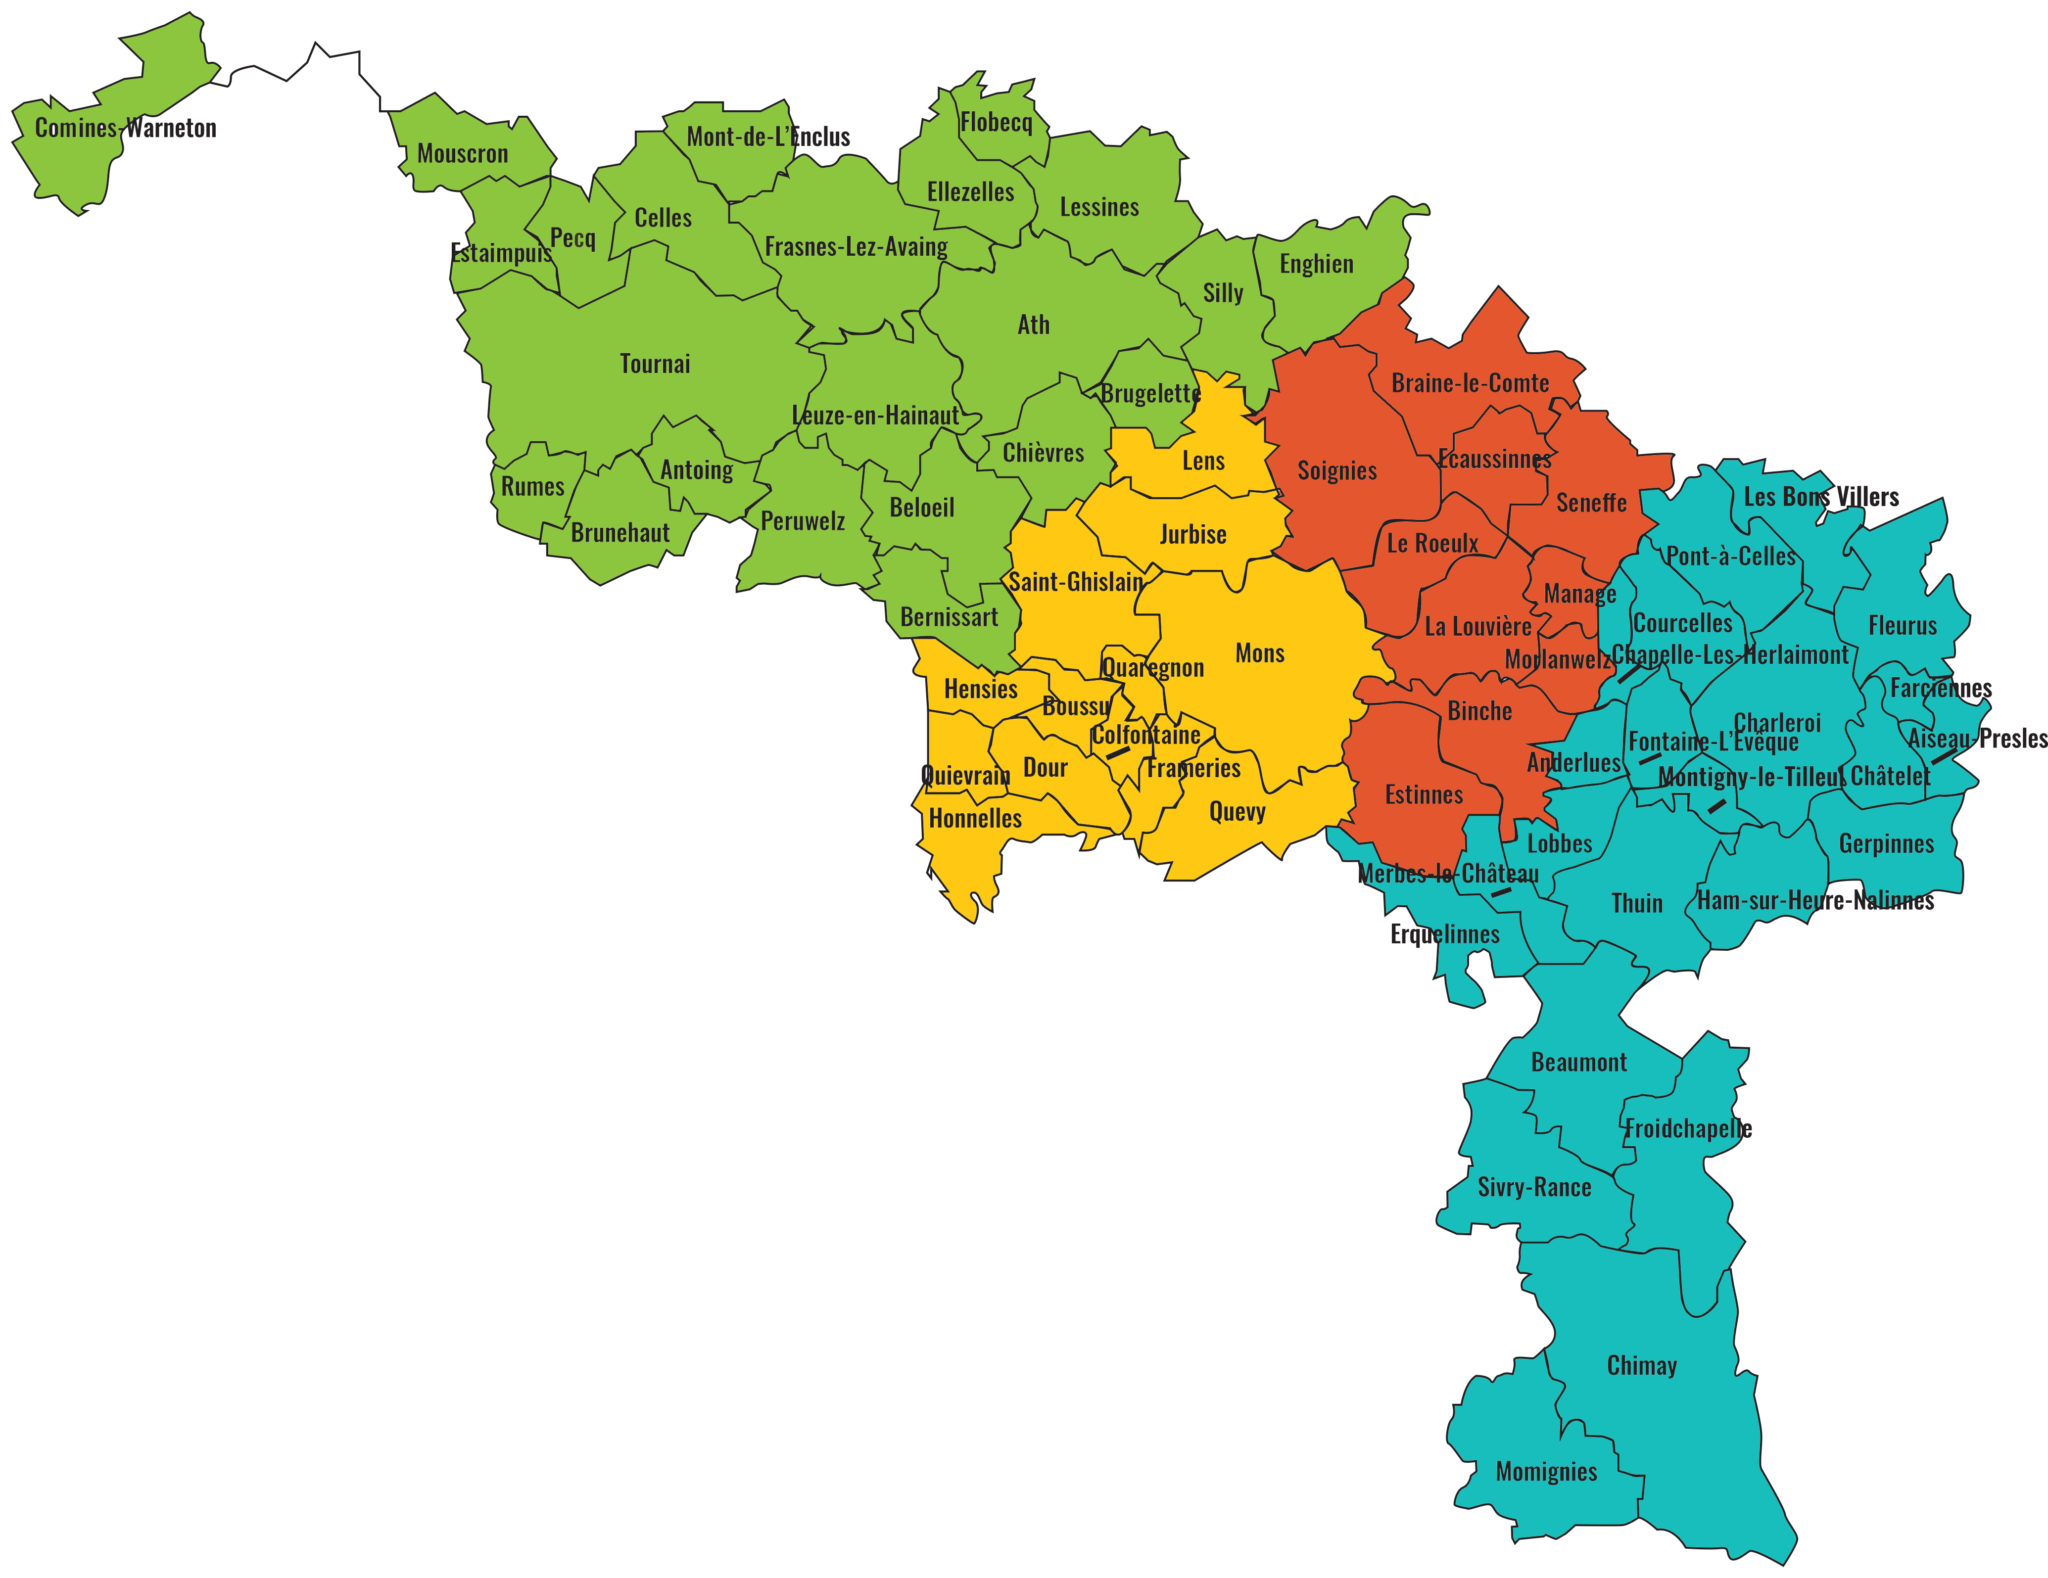 Comines-Warneton
Mouscron
Mont-de-L'Enclus
Flobecq
Ellezelles
Lessines
Estaimpuis
Pecq
Celles
Frasnes-Lez-Avaing
Silly
Enghien
Ath
Tournai
Leuze-en-Hainaut
Brugelette
Braine-le-Comte
Chièvres
Lens
Soignies
Ecaussinnes
Rumes
Antoing
Brunehaut
Peruwelz
Beloeil
Seneffe
Les Bons Villers
Jurbise
Le Roeulx
Pont-à-Celles
Saint-Ghislain
Manage
Bernissart
La Louvière
Courcelles
Fleurus
Mons
Morlanwelz
Chapelle-Les-Herlaimont
Quaregnon
Hensies
Boussu
Binche
Farciennes
Colfontaine
Charleroi
Fontaine-L'Evêque
Aiseau-Presles
Quievrain
Dour
Frameries
Anderlues
Montigny-le-Tilleul
Châtelet
Estinnes
Honnelles
Quevy
Lobbes
Gerpinnes
Merbes-le-Château
Thuin
Ham-sur-Heure-Nalinnes
Erquelinnes
Beaumont
Froidchapelle
Sivry-Rance
Chimay
Momignies